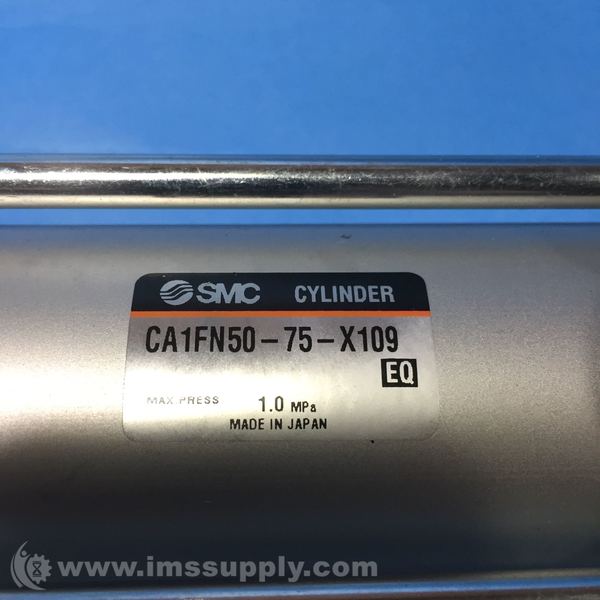 SMC CYLINDER
CA1FN50-75-X109
EQ
MAX PRESS 1.0 MPa
MADE IN JAPAN
www.imssupply.com